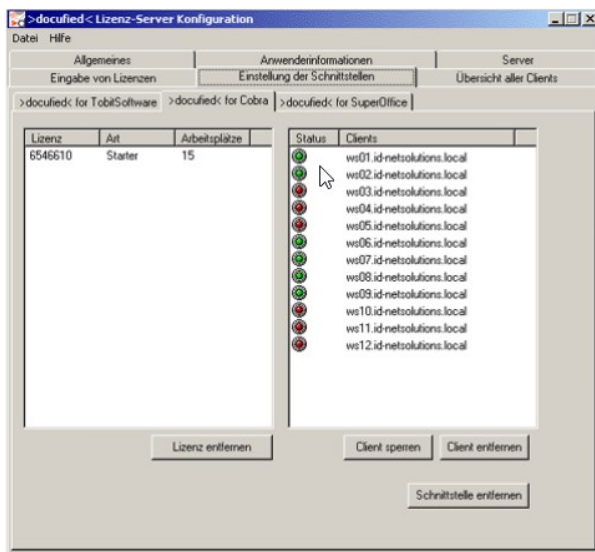 >docufied< Lizenz-Server Konfiguration
Datei Hilfe
Allgemeines Anwenderinformationen Server
Eingabe von Lizenzen Einstellung der Schnittstellen Übersicht aller Clients
>docufied< for TobitSoftware >docufied< for Cobra >docufied< for SuperOffice
Lizenz Art Arbeitsplätze
6546610 Starter 15
Status Clients
ws01.id-netsolutions.local
ws02.id-netsolutions.local
ws03.id-netsolutions.local
ws04.id-netsolutions.local
ws05.id-netsolutions.local
ws06.id-netsolutions.local
ws07.id-netsolutions.local
ws08.id-netsolutions.local
ws09.id-netsolutions.local
ws10.id-netsolutions.local
ws11.id-netsolutions.local
ws12.id-netsolutions.local
Lizenz entfernen
Client sperren Client entfernen
Schnittstelle entfernen